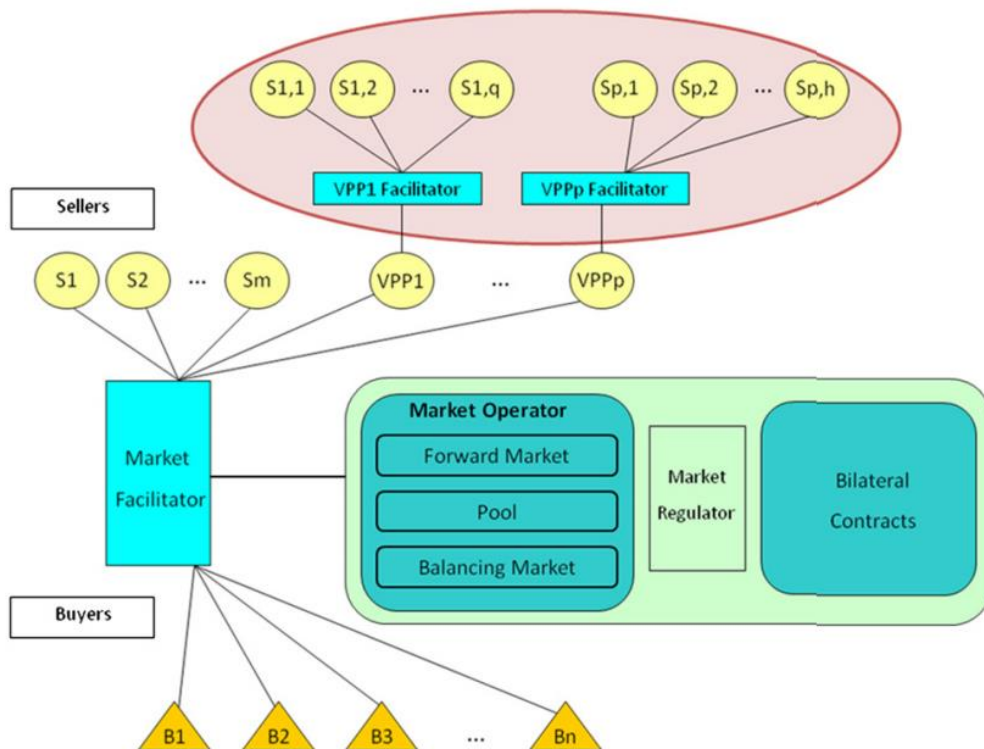 S1,1 S1,2 ... S1,q Sp,1 Sp,2 ... Sp,h
VPP1 Facilitator VPPp Facilitator
Sellers
S1 S2 ... Sm VPP1 ... VPPp
Market
Facilitator
Market Operator
Forward Market
Pool
Balancing Market
Market
Regulator
Bilateral
Contracts
Buyers
B1 B2 B3 ... Bn